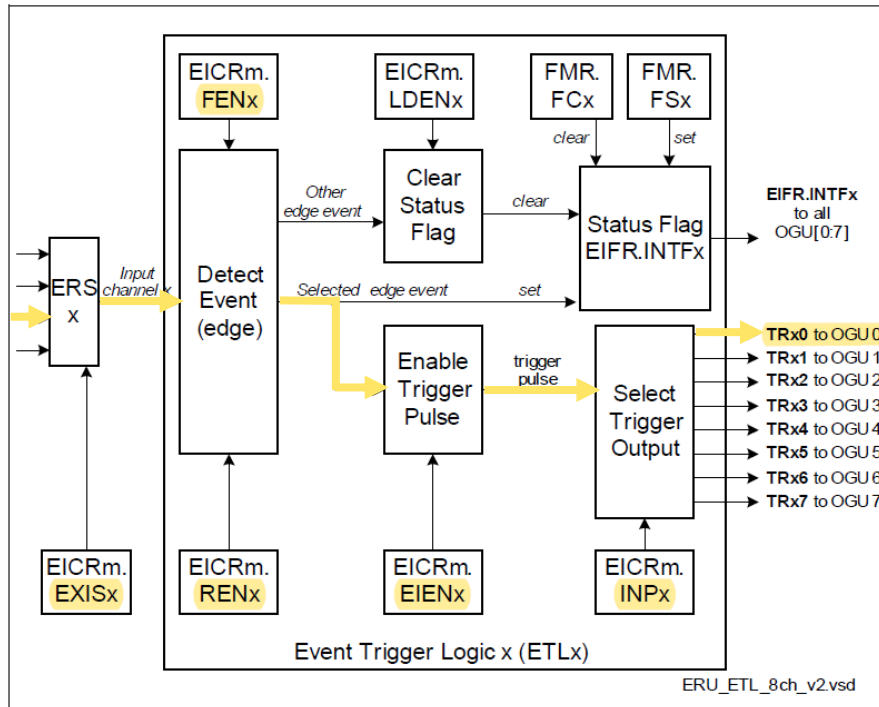 EICRm.
FENx
EICRm.
LDENx
FMR.
FCx
FMR.
FSx
clear
set
Other
edge event
Clear
Status
Flag
clear
Status Flag
EIFR.INTFx
EIFR.INTFx
to all
OGU[0:7]
ERS
x
Input
channel x
Detect
Event
(edge)
Selected edge event set
Enable
Trigger
Pulse
trigger
pulse
Select
Trigger
Output
TRx0 to OGU 0
TRx1 to OGU 1
TRx2 to OGU 2
TRx3 to OGU 3
TRx4 to OGU 4
TRx5 to OGU 5
TRx6 to OGU 6
TRx7 to OGU 7
EICRm.
EXISx
EICRm.
RENx
EICRm.
EIENx
EICRm.
INPx
Event Trigger Logic x (ETLx)
ERU_ETL_8ch_v2.vsd